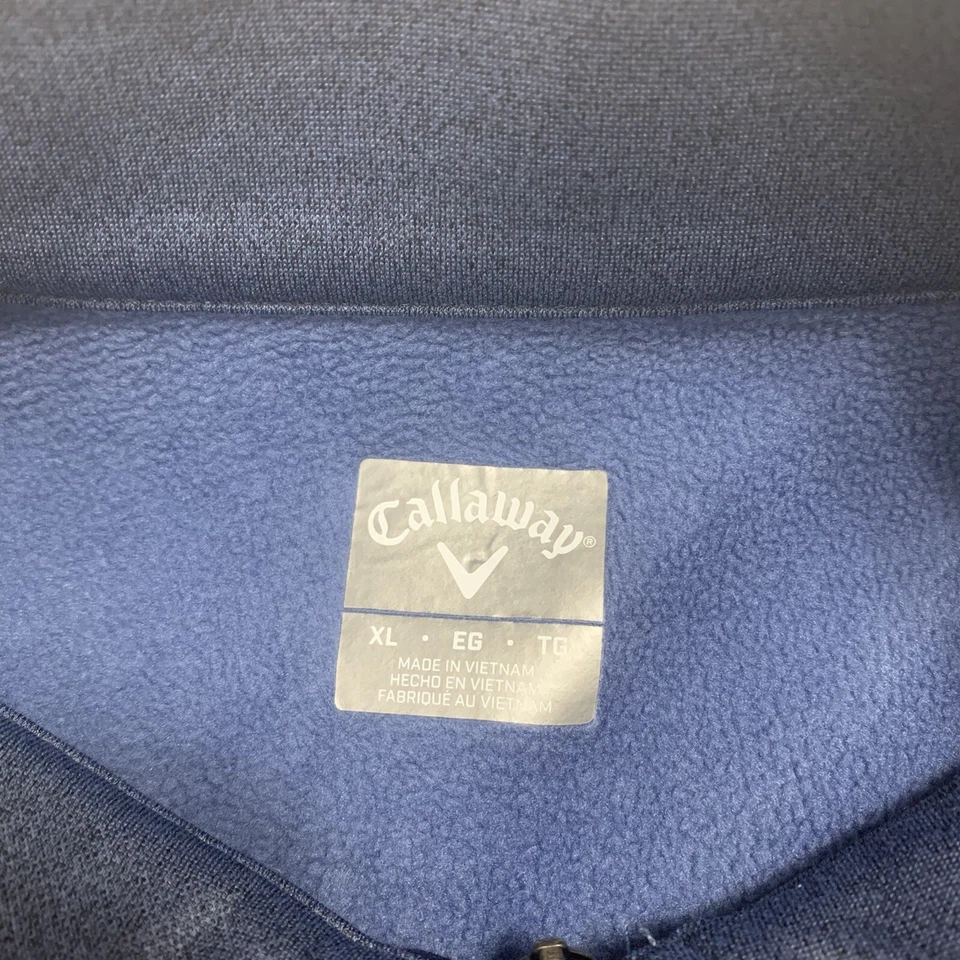 Callaway®
XL • EG • TG
MADE IN VIETNAM
HECHO EN VIETNAM
FABRIQUÉ AU VIETNAM